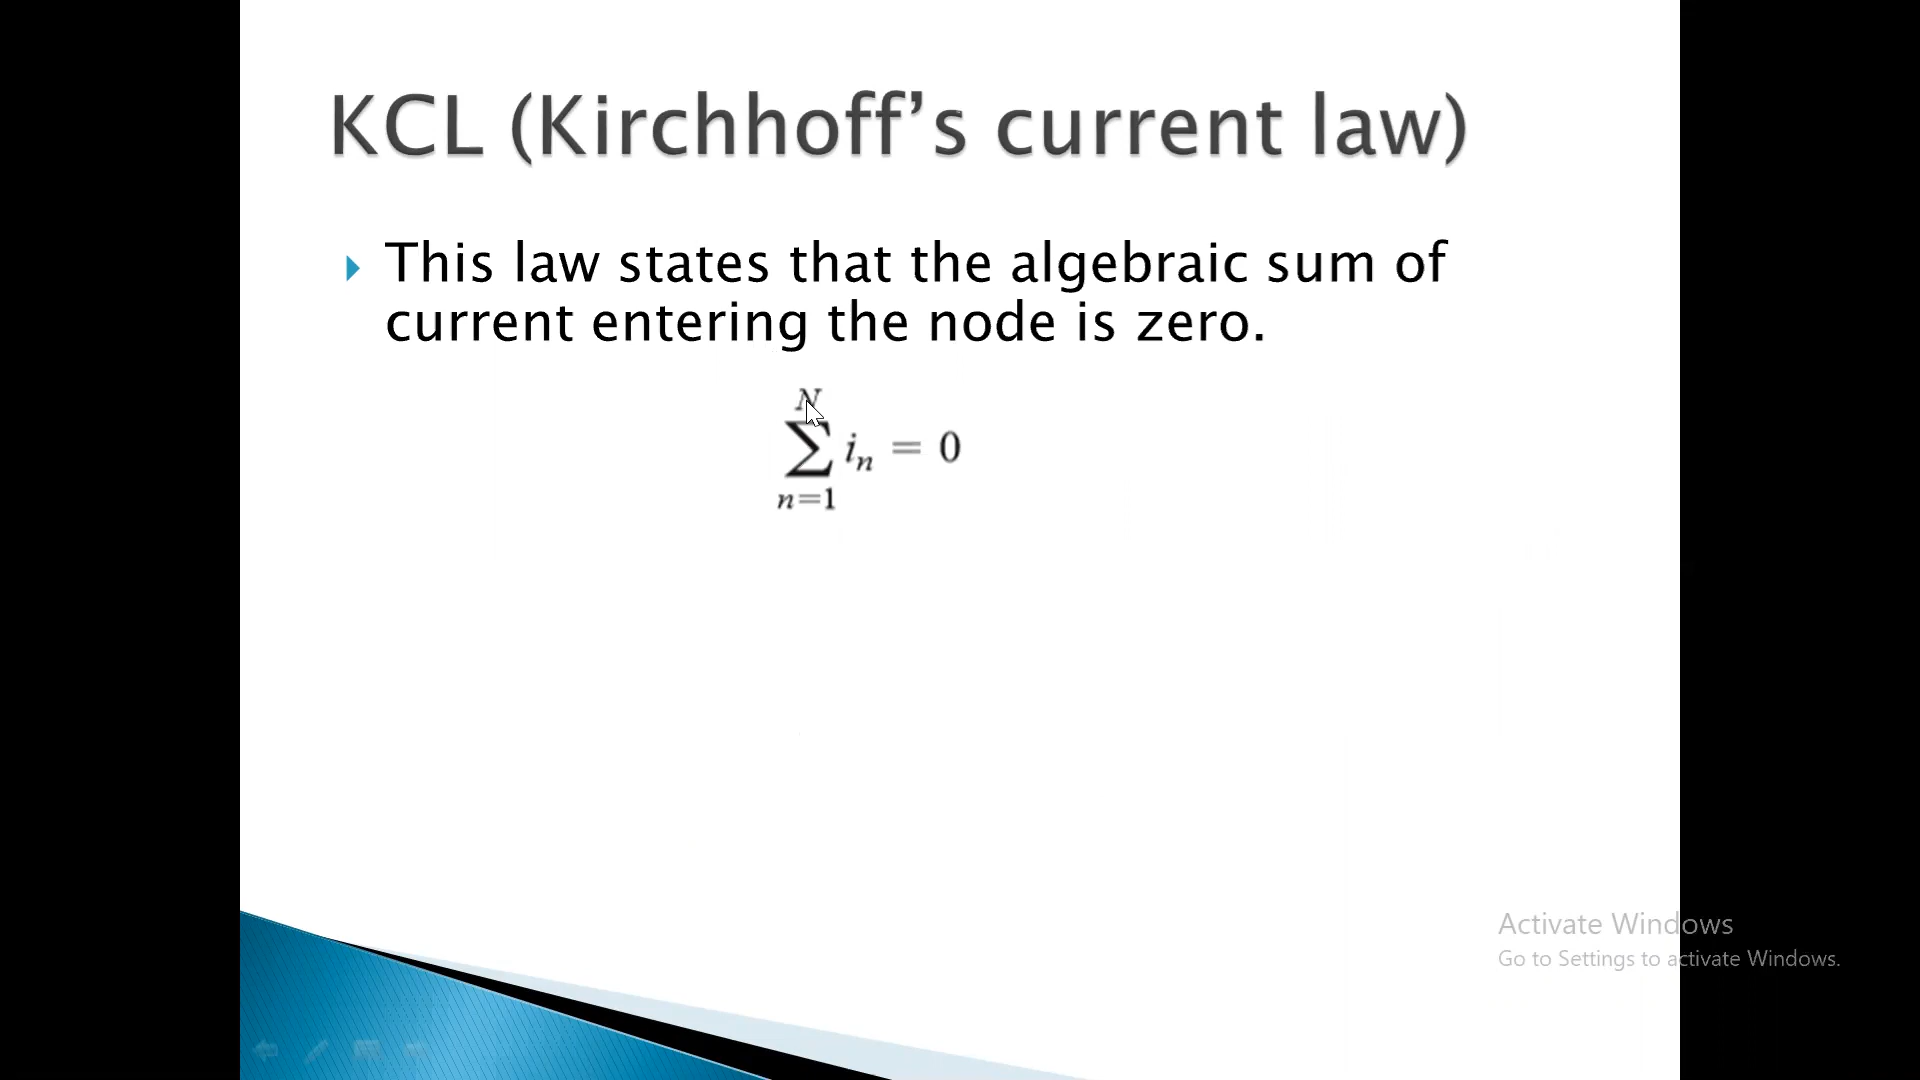 KCL (Kirchhoff’s current law)
This law states that the algebraic sum of
current entering the node is zero.
N
∑ iₙ = 0
n=1
Activate Windows
Go to Settings to activate Windows.